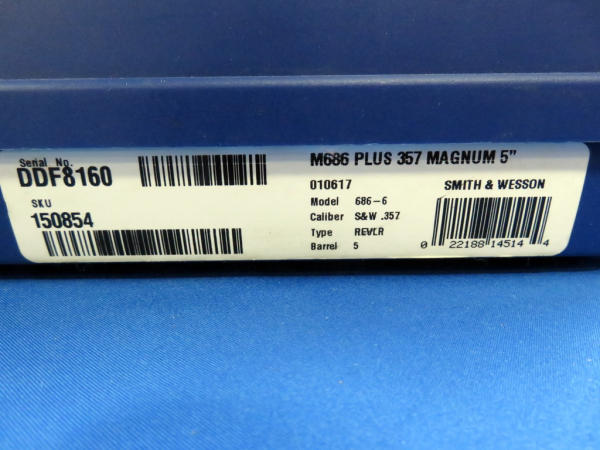 Serial No.
DDF8160
SKU
150854
M686 PLUS 357 MAGNUM 5"
010617
SMITH & WESSON
Model 686-6
Caliber S&W .357
Type REVLR
Barrel 5
0 22188 14514 4